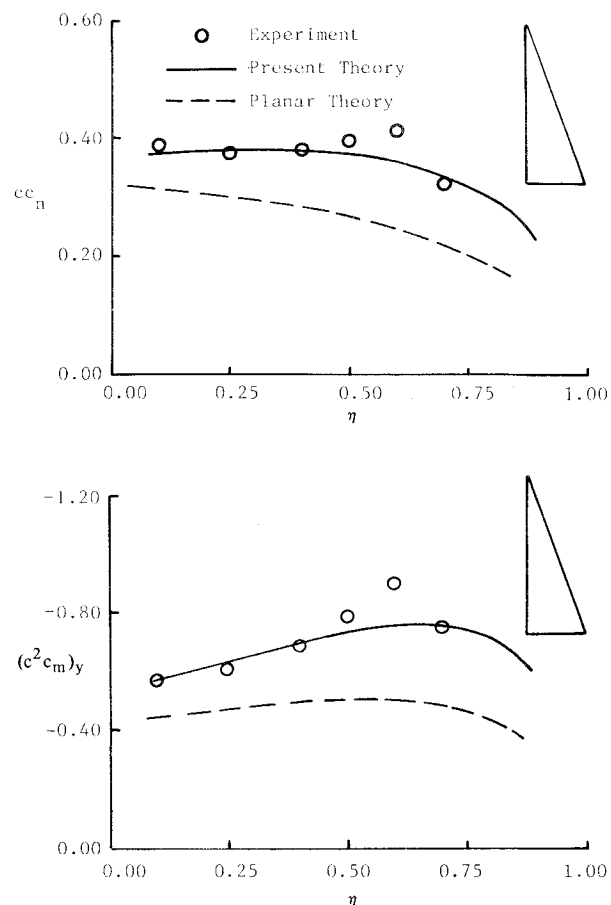 0.60
Experiment
Present Theory
Planar Theory
0.40
cc_n
0.20
0.00
0.00 0.25 0.50 0.75 1.00
η
-1.20
-0.80
(c²c_m)_y
-0.40
0.00
0.00 0.25 0.50 0.75 1.00
η